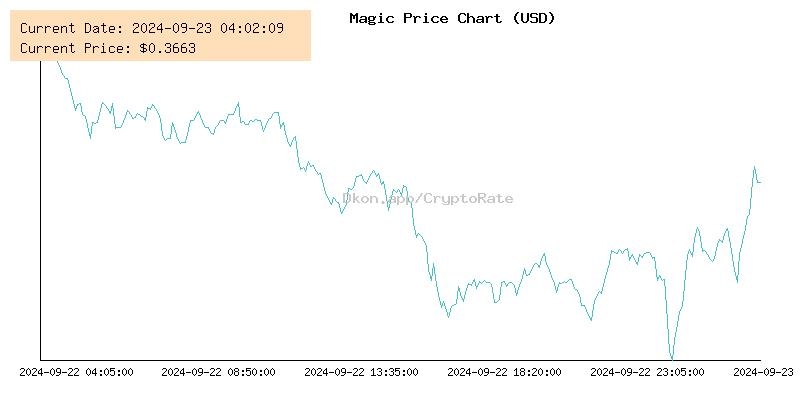 Magic Price Chart (USD)
Current Date: 2024-09-23 04:02:09
Current Price: $0.3663
Dkon.app/CryptoRate
2024-09-22 04:05:00 2024-09-22 08:50:00 2024-09-22 13:35:00 2024-09-22 18:20:00 2024-09-22 23:05:00 2024-09-23